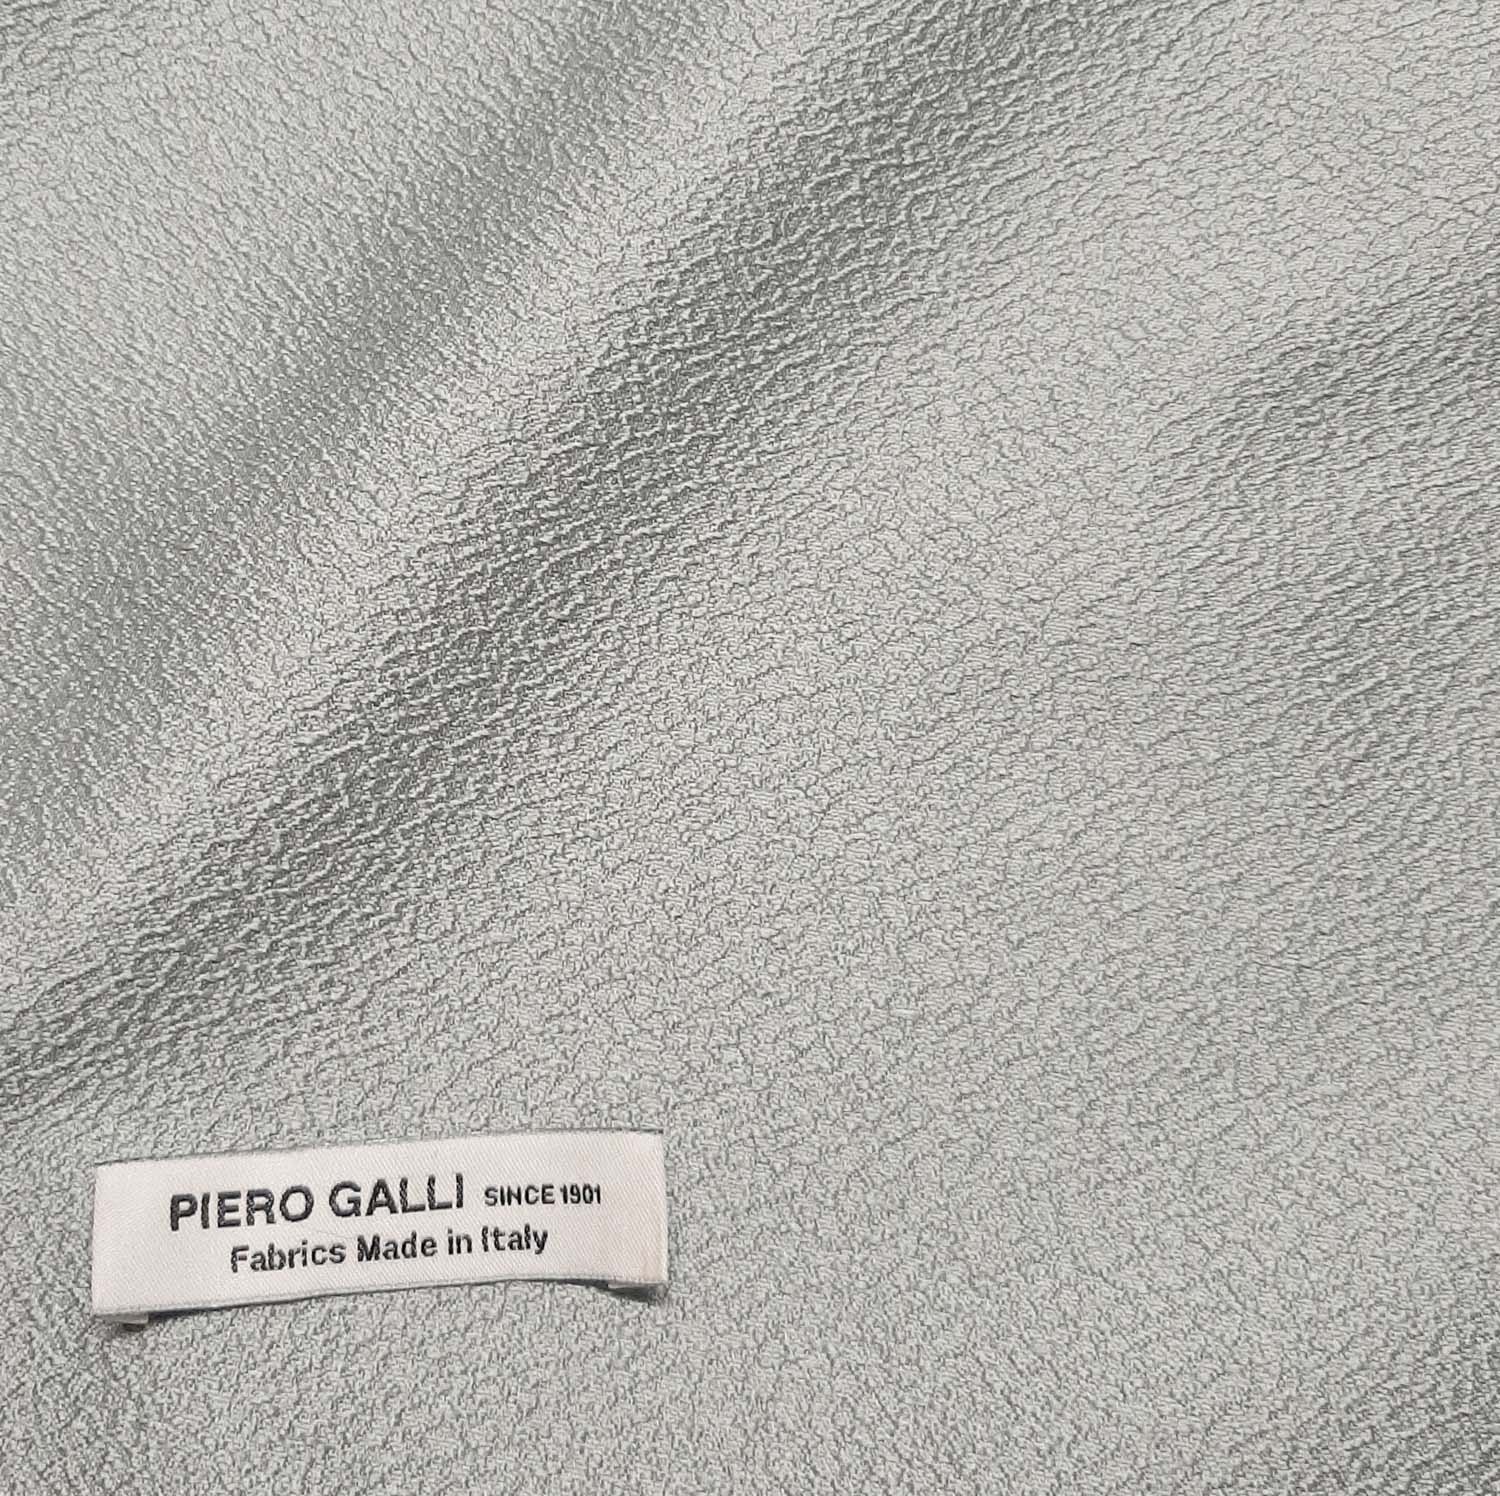 PIERO GALLI SINCE 1901
Fabrics Made in Italy